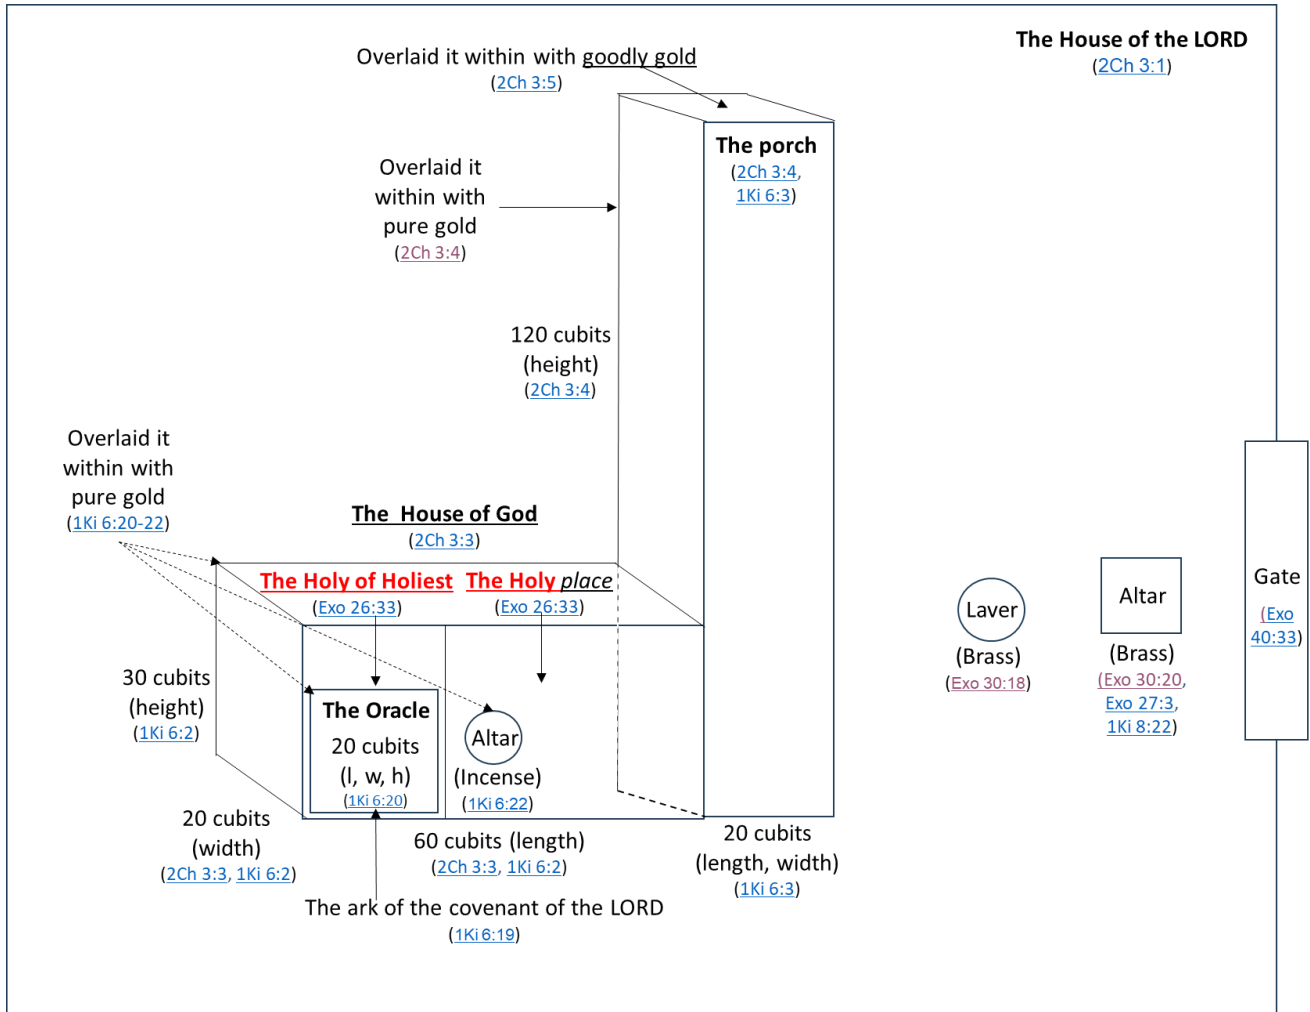 The House of the LORD
(2Ch 3:1)
Overlaid it within with goodly gold
(2Ch 3:5)
The porch
(2Ch 3:4,
1Ki 6:3)
Overlaid it
within with
pure gold
(2Ch 3:4)
120 cubits
(height)
(2Ch 3:4)
Overlaid it
within with
pure gold
(1Ki 6:20-22)
The House of God
(2Ch 3:3)
The Holy of Holiest
(Exo 26:33)
The Holy place
(Exo 26:33)
30 cubits
(height)
(1Ki 6:2)
The Oracle
20 cubits
(l, w, h)
(1Ki 6:20)
Altar
(Incense)
(1Ki 6:22)
20 cubits
(width)
(2Ch 3:3, 1Ki 6:2)
60 cubits (length)
(2Ch 3:3, 1Ki 6:2)
20 cubits
(length, width)
(1Ki 6:3)
The ark of the covenant of the LORD
(1Ki 6:19)
Laver
(Brass)
(Exo 30:18)
Altar
(Brass)
(Exo 30:20,
Exo 27:3,
1Ki 8:22)
Gate
(Exo
40:33)